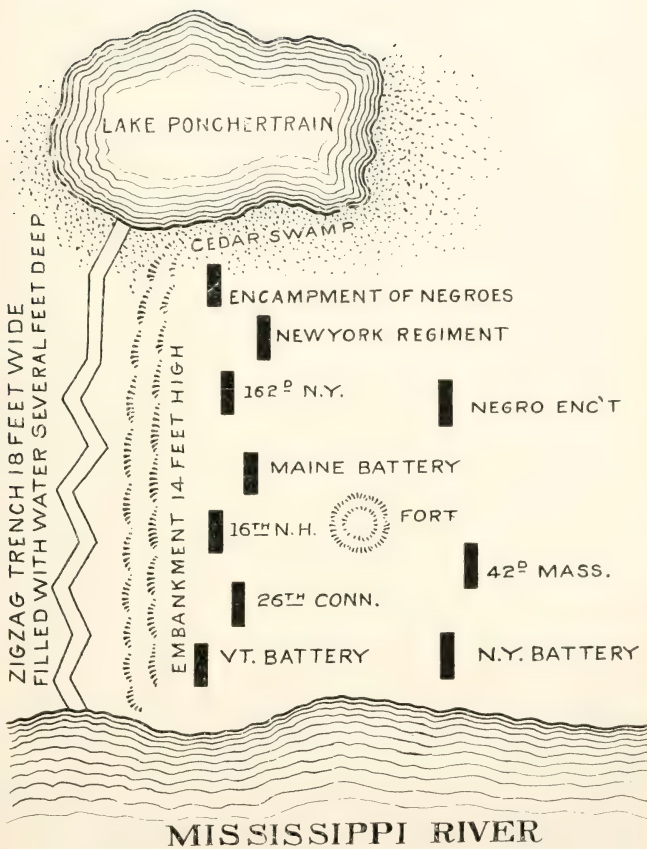 LAKE PONCHERTRAIN
CEDAR SWAMP
ZIGZAG TRENCH 18 FEET WIDE
FILLED WITH WATER SEVERAL FEET DEEP
EMBANKMENT 14 FEET HIGH
ENCAMPMENT OF NEGROES
NEW YORK REGIMENT
162D N.Y.
NEGRO ENC'T
MAINE BATTERY
16TH N.H.
FORT
42D MASS.
26TH CONN.
VT. BATTERY
N.Y. BATTERY
MISSISSIPPI RIVER